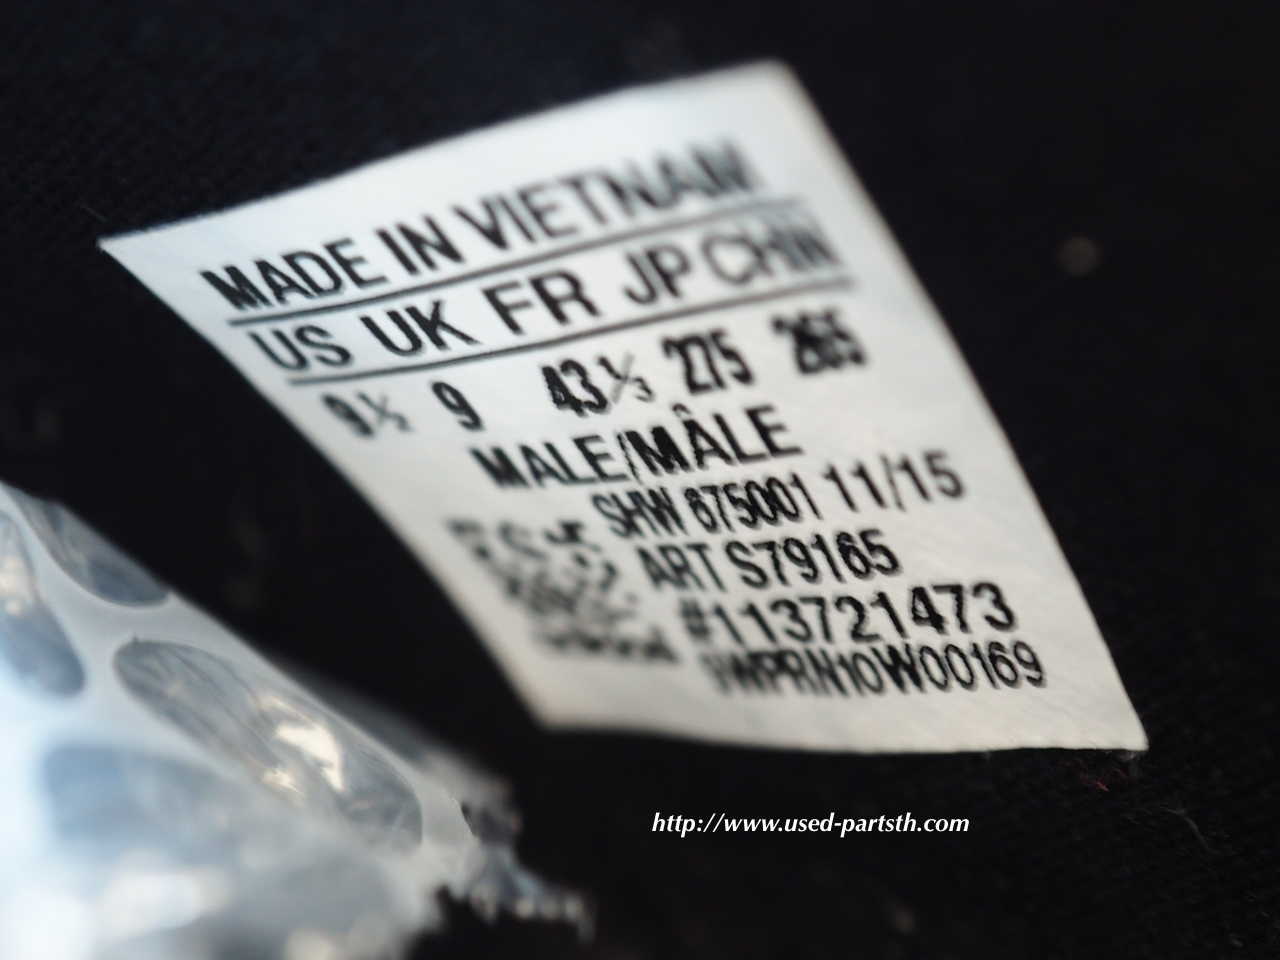 MADE IN VIETNAM
US UK FR JP CHN
9½ 9 43⅓ 275 265
MALE/MÂLE
SHW 675001 11/15
ART S79165
#113721473
W00169
http://www.used-partsth.com